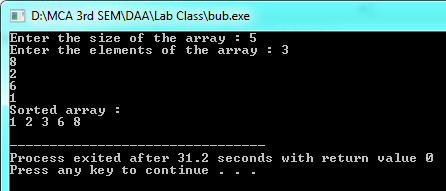 D:\MCA 3rd SEM\DAA\Lab Class\bub.exe
Enter the size of the array : 5
Enter the elements of the array : 3
8
2
6
1
Sorted array :
1 2 3 6 8
--------------------------------
Process exited after 31.2 seconds with return value 0
Press any key to continue . . .